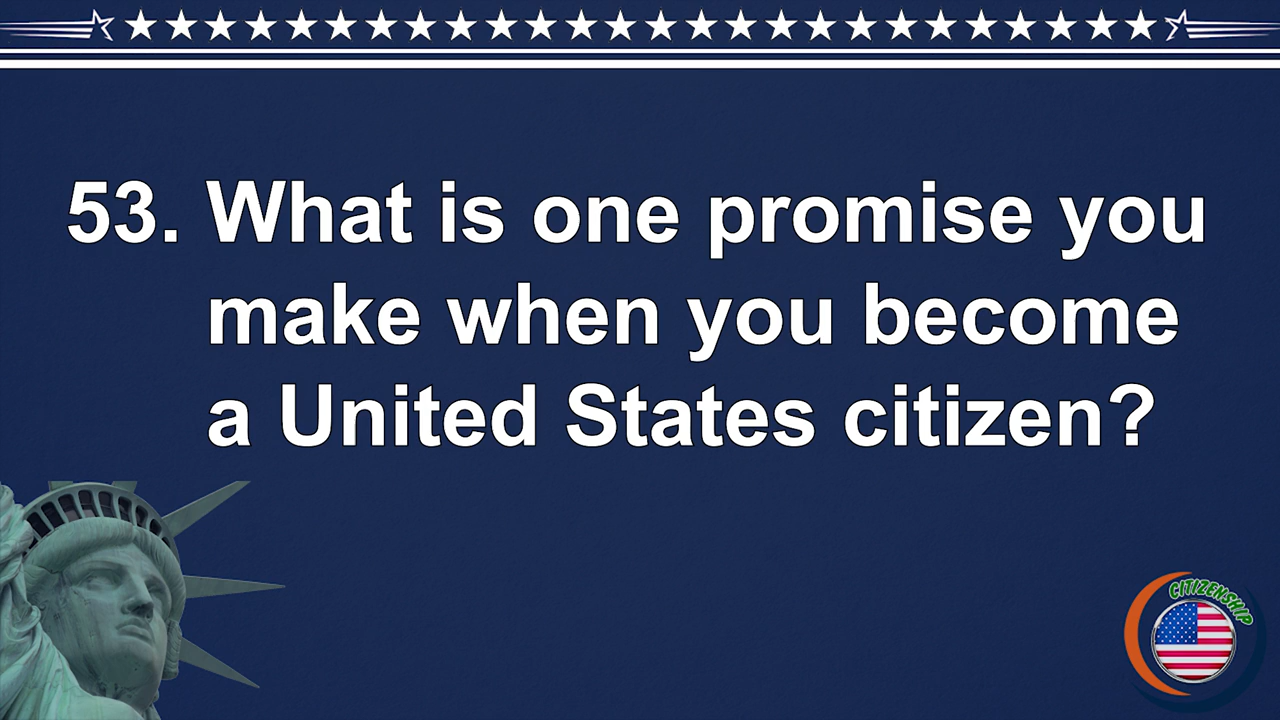 53. What is one promise you
make when you become
a United States citizen?
CITIZENSHIP